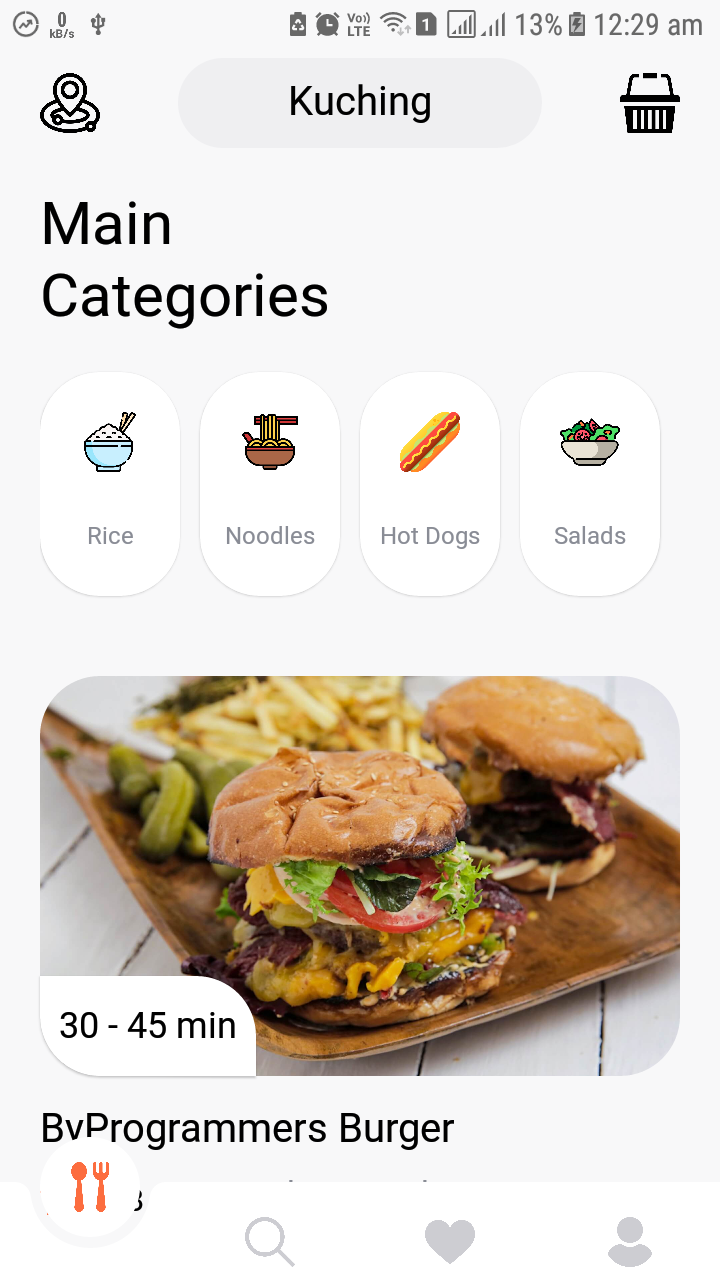 0 kB/s Vo)) LTE 1 13% 12:29 am
Kuching
Main
Categories
Rice Noodles Hot Dogs Salads
30 - 45 min
ByProgrammers Burger